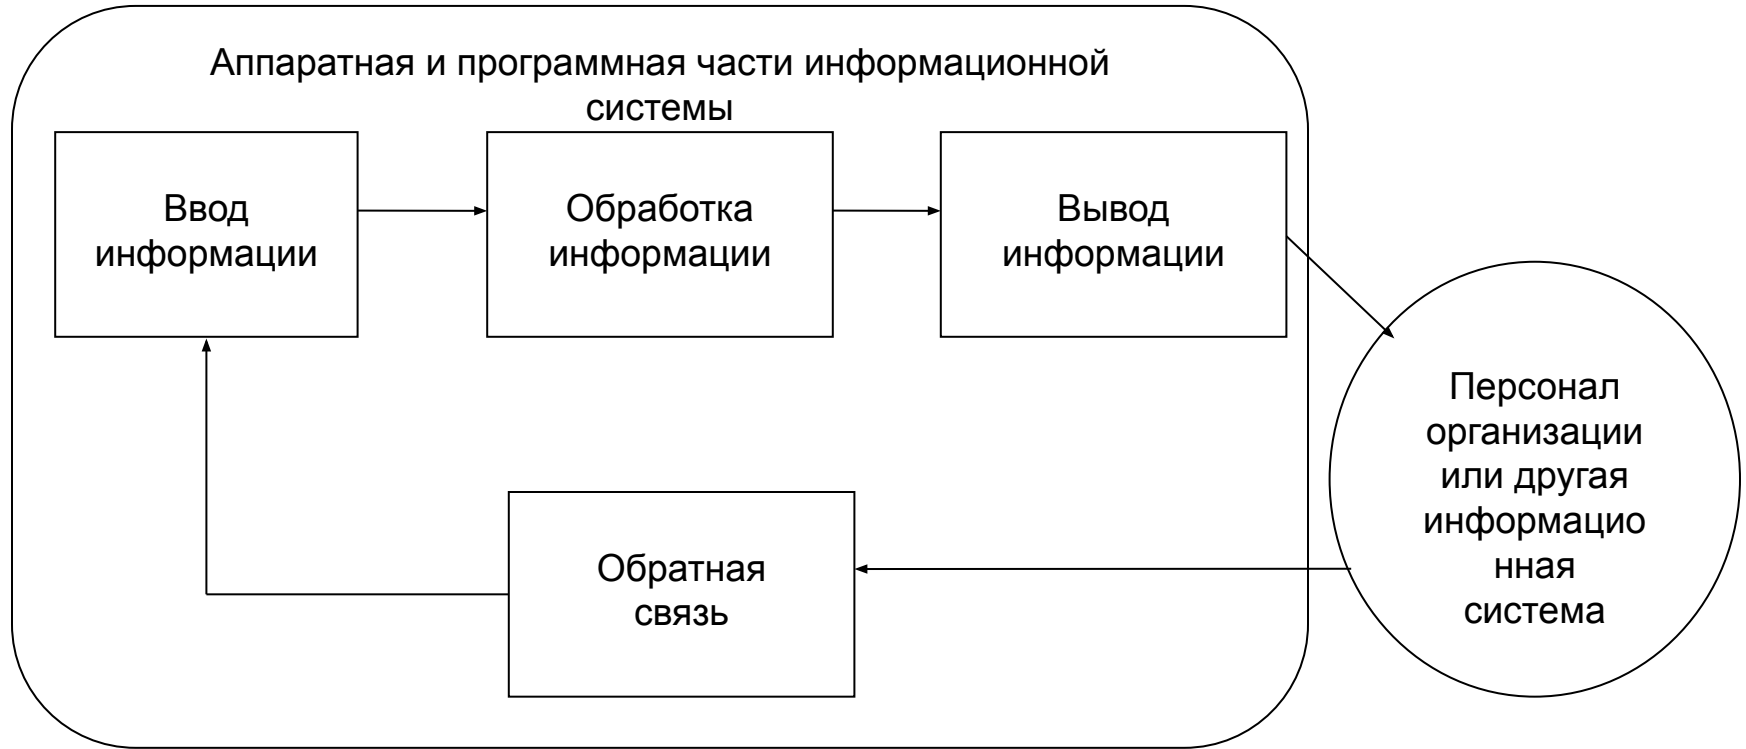 Аппаратная и программная части информационной
системы
Ввод
информации
Обработка
информации
Вывод
информации
Персонал
организации
или другая
информацио
нная
система
Обратная
связь